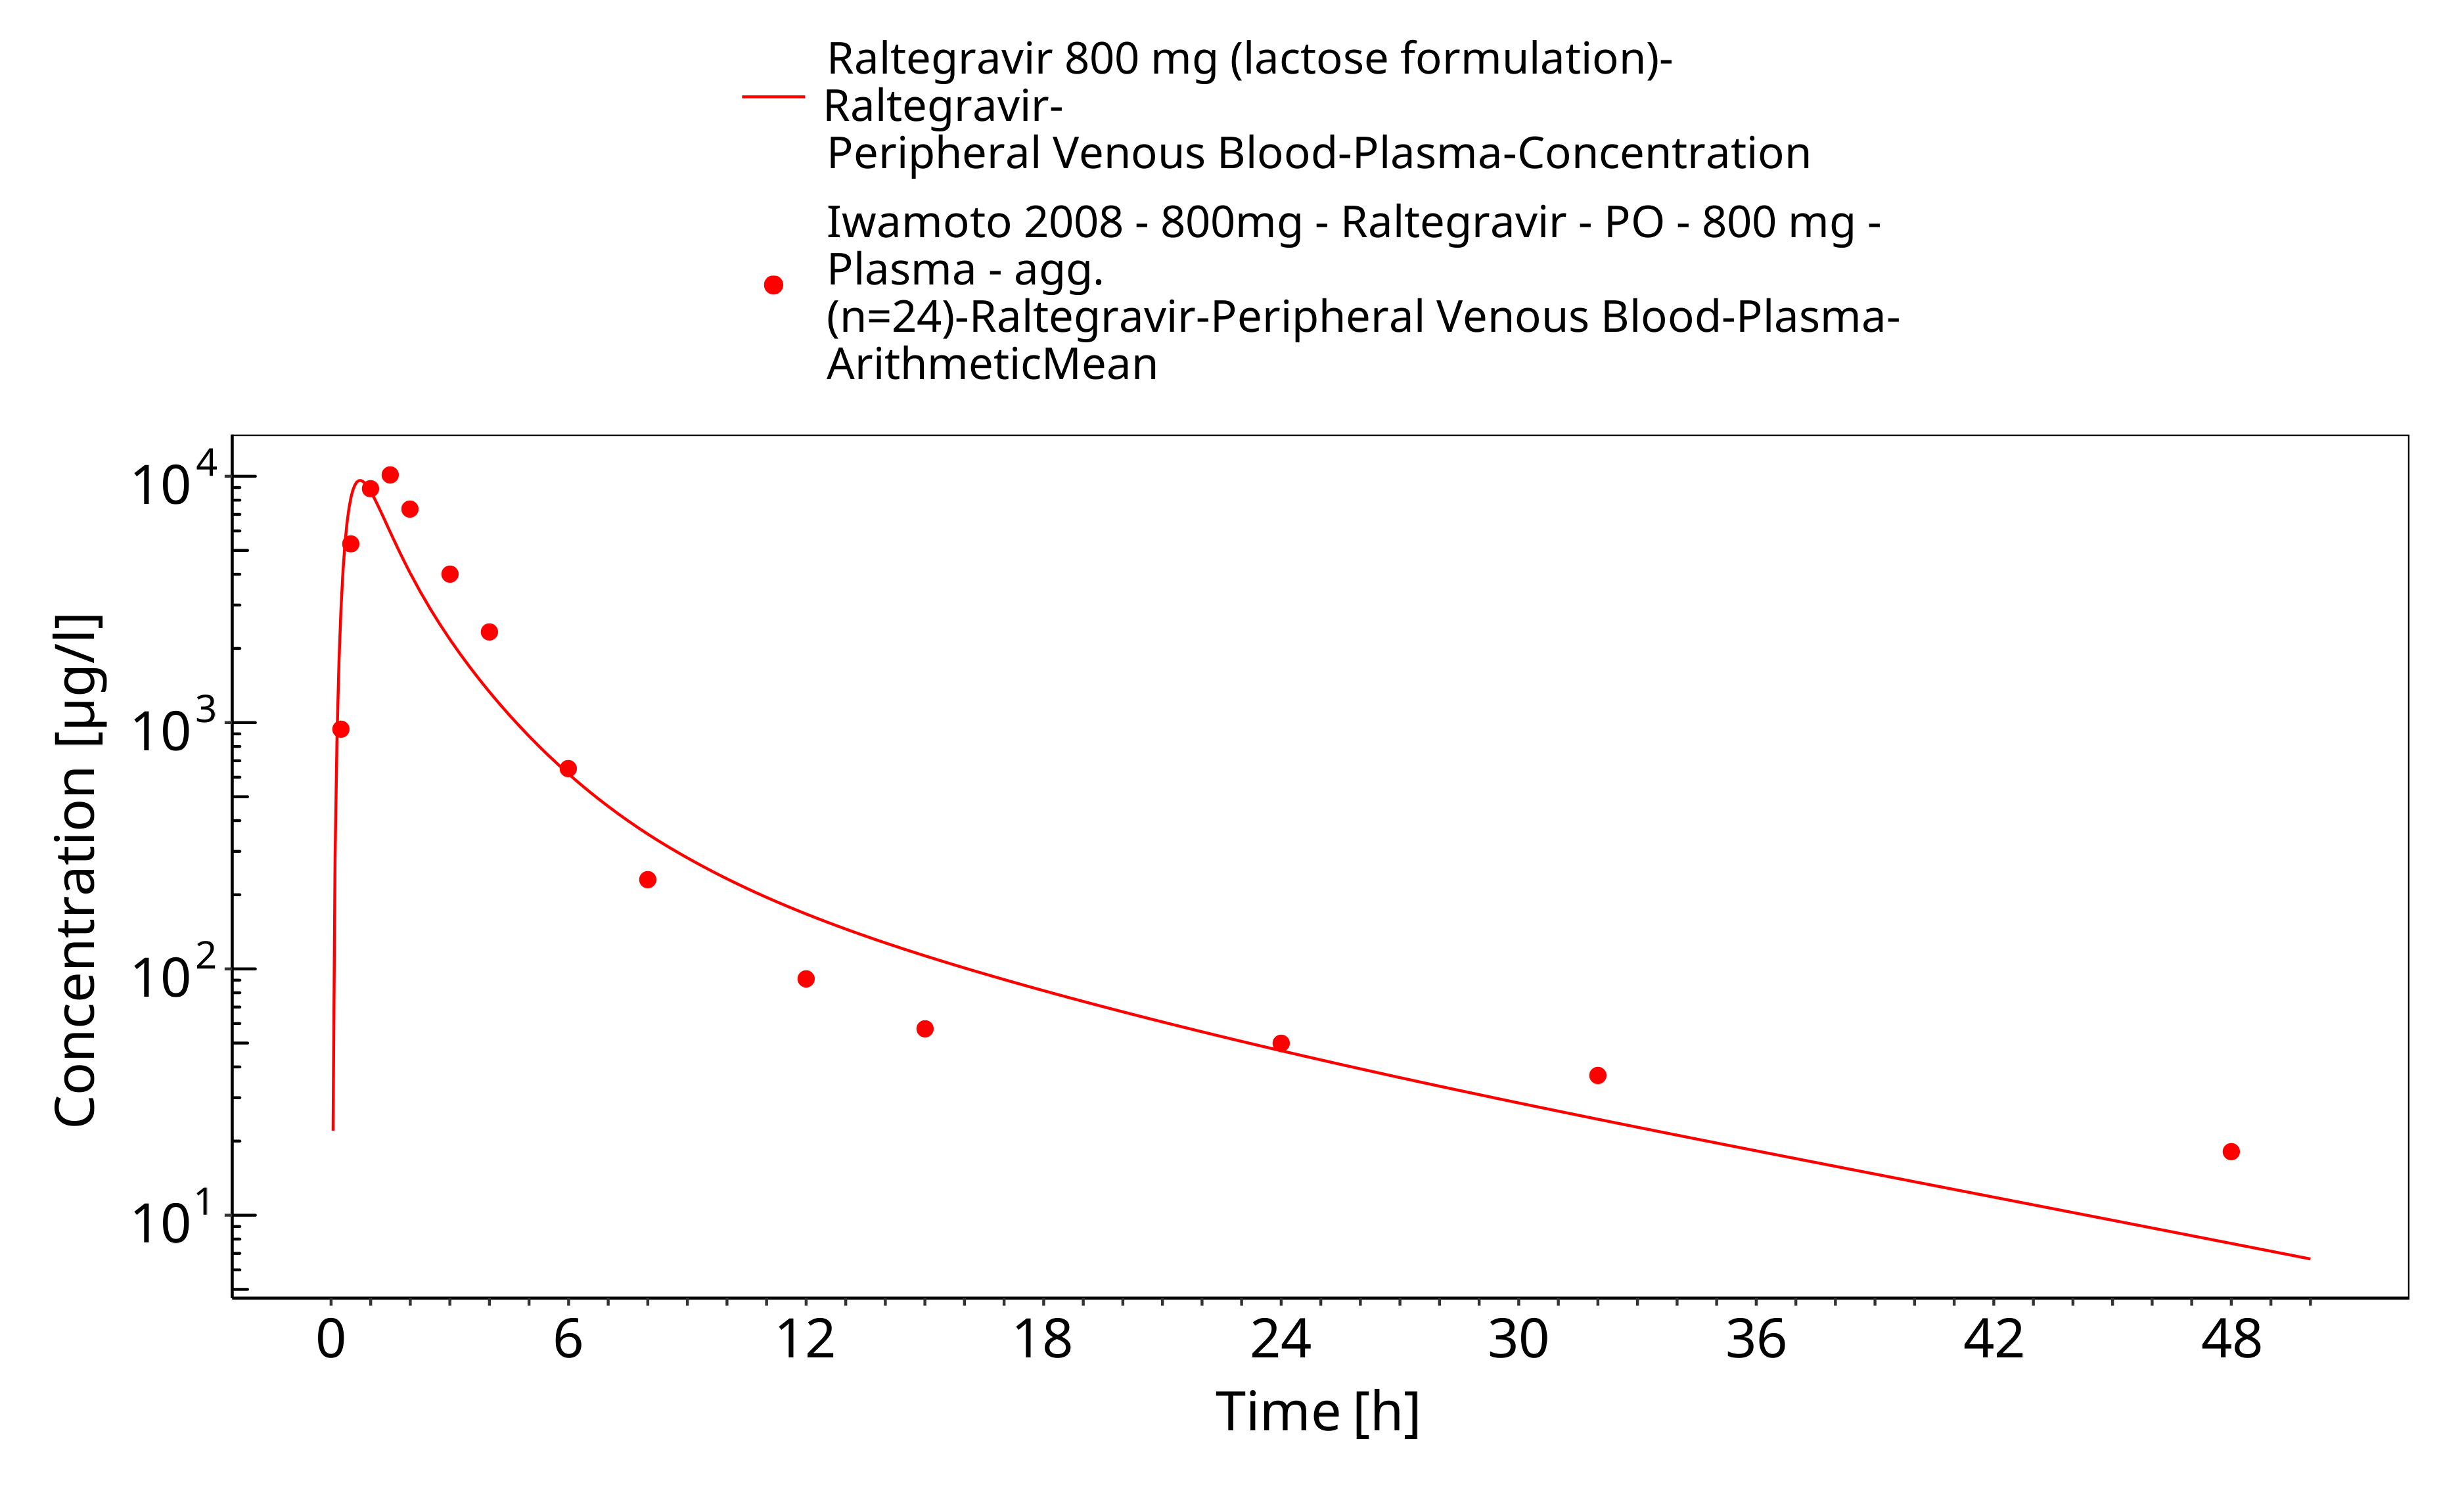 Raltegravir 800 mg (lactose formulation)-
Raltegravir-
Peripheral Venous Blood-Plasma-Concentration
Iwamoto 2008 - 800mg - Raltegravir - PO - 800 mg -
Plasma - agg.
(n=24)-Raltegravir-Peripheral Venous Blood-Plasma-
ArithmeticMean
Concentration [µg/l]
10^4
10^3
10^2
10^1
0 6 12 18 24 30 36 42 48
Time [h]